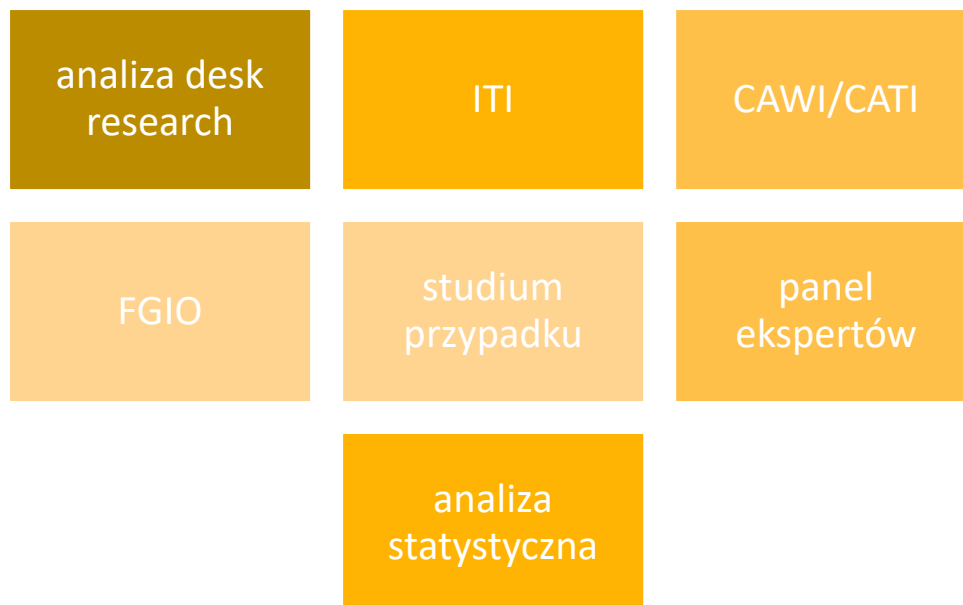 analiza desk
research
ITI
CAWI/CATI
FGIO
studium
przypadku
panel
ekspertów
analiza
statystyczna